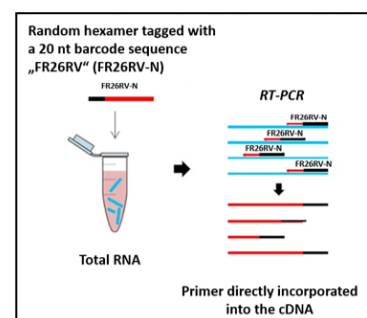 Random hexamer tagged with
a 20 nt barcode sequence
„FR26RV“ (FR26RV-N)
FR26RV-N
Total RNA
RT-PCR
FR26RV-N
FR26RV-N
FR26RV-N
FR26RV-N
Primer directly incorporated
into the cDNA